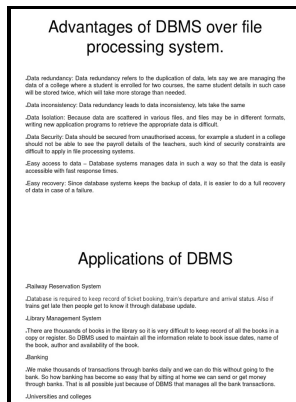 Advantages of DBMS over file
processing system.
.Data redundancy: Data redundancy refers to the duplication of data, lets say we are managing the
data of a college where a student is enrolled for two courses, the same student details in such case
will be stored twice, which will take more storage than needed.
.Data inconsistency: Data redundancy leads to data inconsistency, lets take the same
.Data Isolation: Because data are scattered in various files, and files may be in different formats,
writing new application programs to retrieve the appropriate data is difficult.
.Data Security: Data should be secured from unauthorised access, for example a student in a college
should not be able to see the payroll details of the teachers, such kind of security constraints are
difficult to apply in file processing systems.
.Easy access to data – Database systems manages data in such a way so that the data is easily
accessible with fast response times.
.Easy recovery: Since database systems keeps the backup of data, it is easier to do a full recovery
of data in case of a failure.
Applications of DBMS
.Railway Reservation System
.Database is required to keep record of ticket booking, train's departure and arrival status. Also if
trains get late then people get to know it through database update.
.Library Management System
.There are thousands of books in the library so it is very difficult to keep record of all the books in a
copy or register. So DBMS used to maintain all the information relate to book issue dates, name of
the book, author and availability of the book.
.Banking
.We make thousands of transactions through banks daily and we can do this without going to the
bank. So how banking has become so easy that by sitting at home we can send or get money
through banks. That is all possible just because of DBMS that manages all the bank transactions.
.Universities and colleges